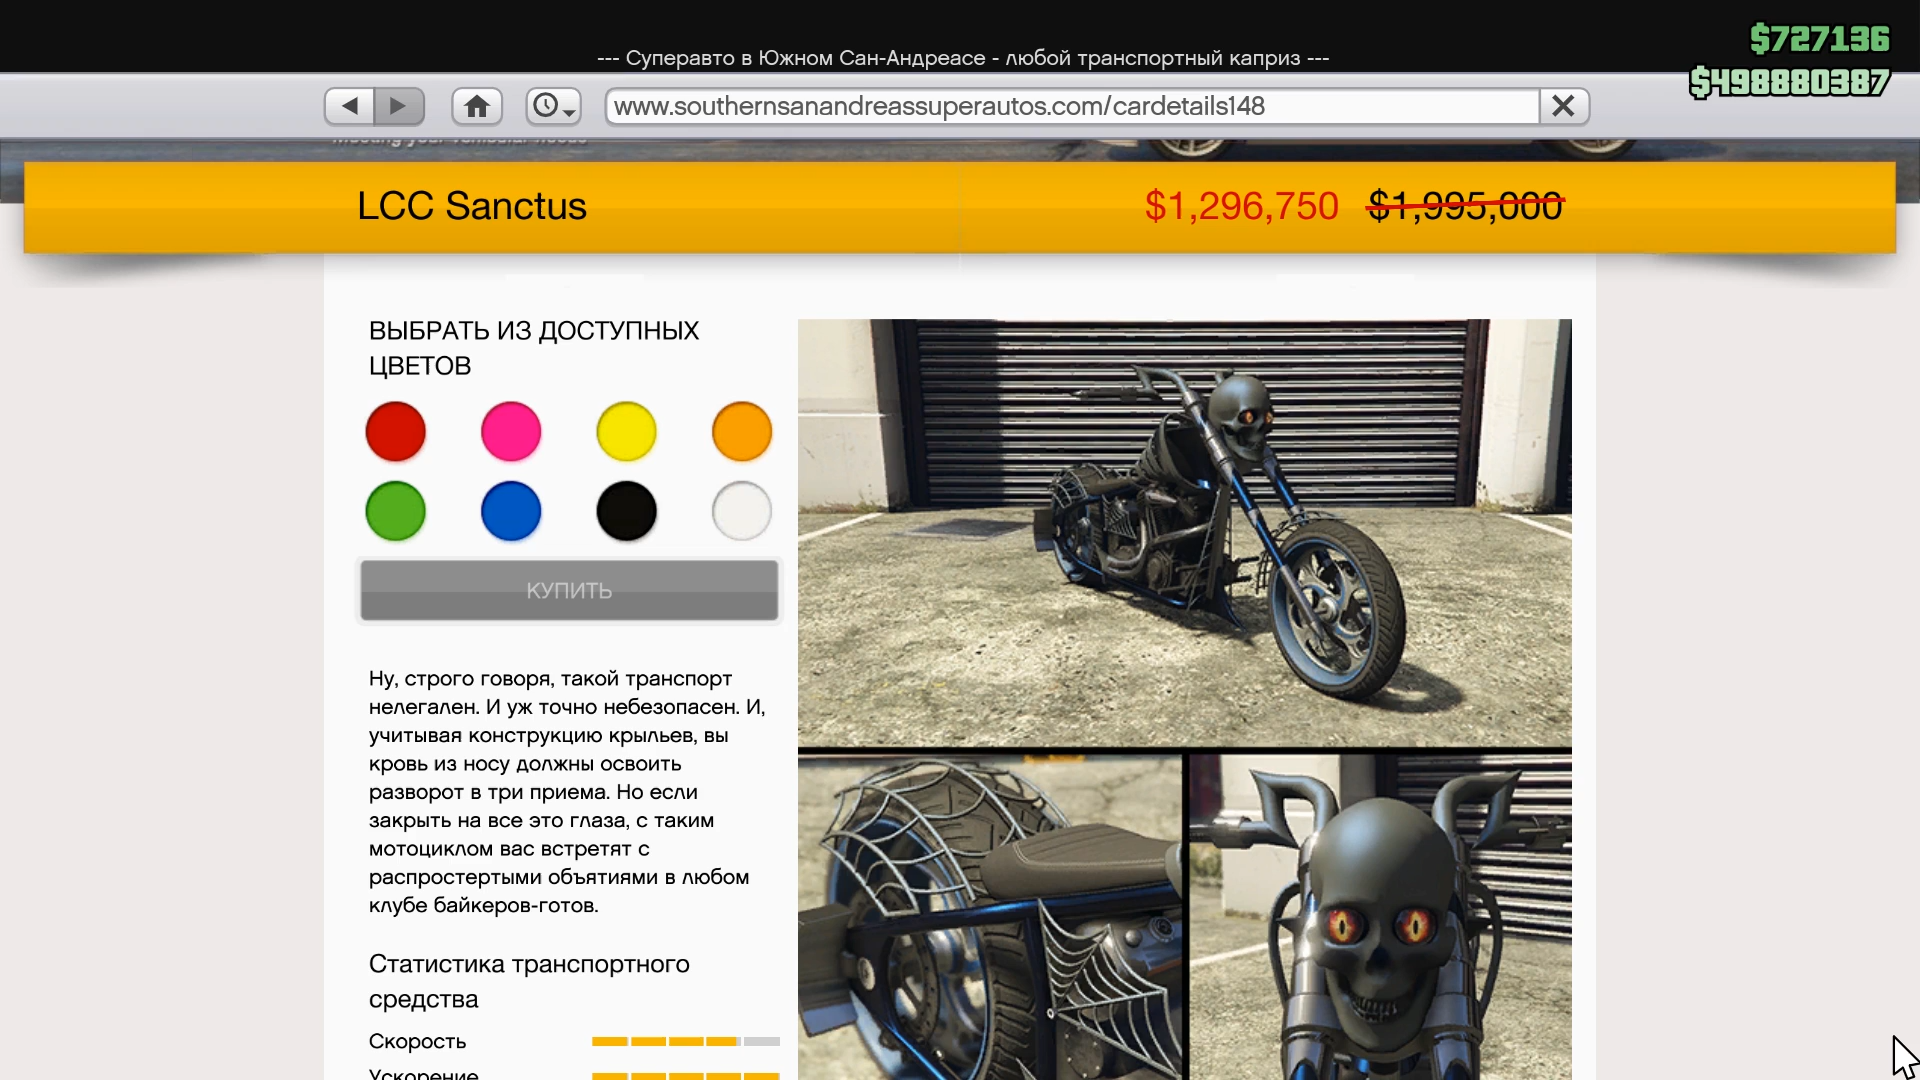 $727136
--- Суперавто в Южном Сан-Андреасе - любой транспортный каприз ---
$498880387
www.southernsanandreassuperautos.com/cardetails148
LCC Sanctus
$1,296,750 $1,995,000
ВЫБРАТЬ ИЗ ДОСТУПНЫХ
ЦВЕТОВ
КУПИТЬ
Ну, строго говоря, такой транспорт
нелегален. И уж точно небезопасен. И,
учитывая конструкцию крыльев, вы
кровь из носу должны освоить
разворот в три приема. Но если
закрыть на все это глаза, с таким
мотоциклом вас встретят с
распростертыми объятиями в любом
клубе байкеров-готов.
Статистика транспортного
средства
Скорость
Ускорение